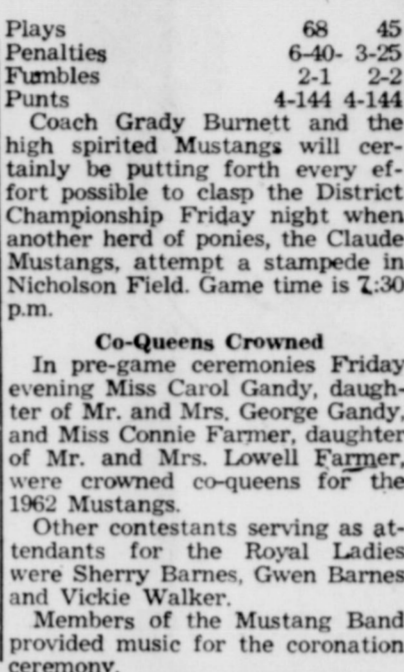 Plays 68 45
Penalties 6-40- 3-25
Fumbles 2-1 2-2
Punts 4-144 4-144
Coach Grady Burnett and the
high spirited Mustangs will cer-
tainly be putting forth every ef-
fort possible to clasp the District
Championship Friday night when
another herd of ponies, the Claude
Mustangs, attempt a stampede in
Nicholson Field. Game time is 7:30
p.m.
Co-Queens Crowned
In pre-game ceremonies Friday
evening Miss Carol Gandy, daugh-
ter of Mr. and Mrs. George Gandy,
and Miss Connie Farmer, daughter
of Mr. and Mrs. Lowell Farmer,
were crowned co-queens for the
1962 Mustangs.
Other contestants serving as at-
tendants for the Royal Ladies
were Sherry Barnes, Gwen Barnes
and Vickie Walker.
Members of the Mustang Band
provided music for the coronation
ceremony.